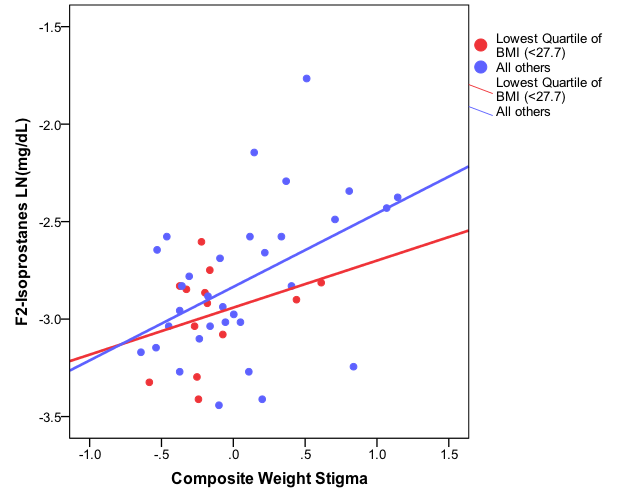 -1.5
-2.0
-2.5
-3.0
-3.5
F2-Isoprostanes LN(mg/dL)
-1.0
-.5
.0
.5
1.0
1.5
Composite Weight Stigma
Lowest Quartile of
BMI (<27.7)
All others
Lowest Quartile of
BMI (<27.7)
All others